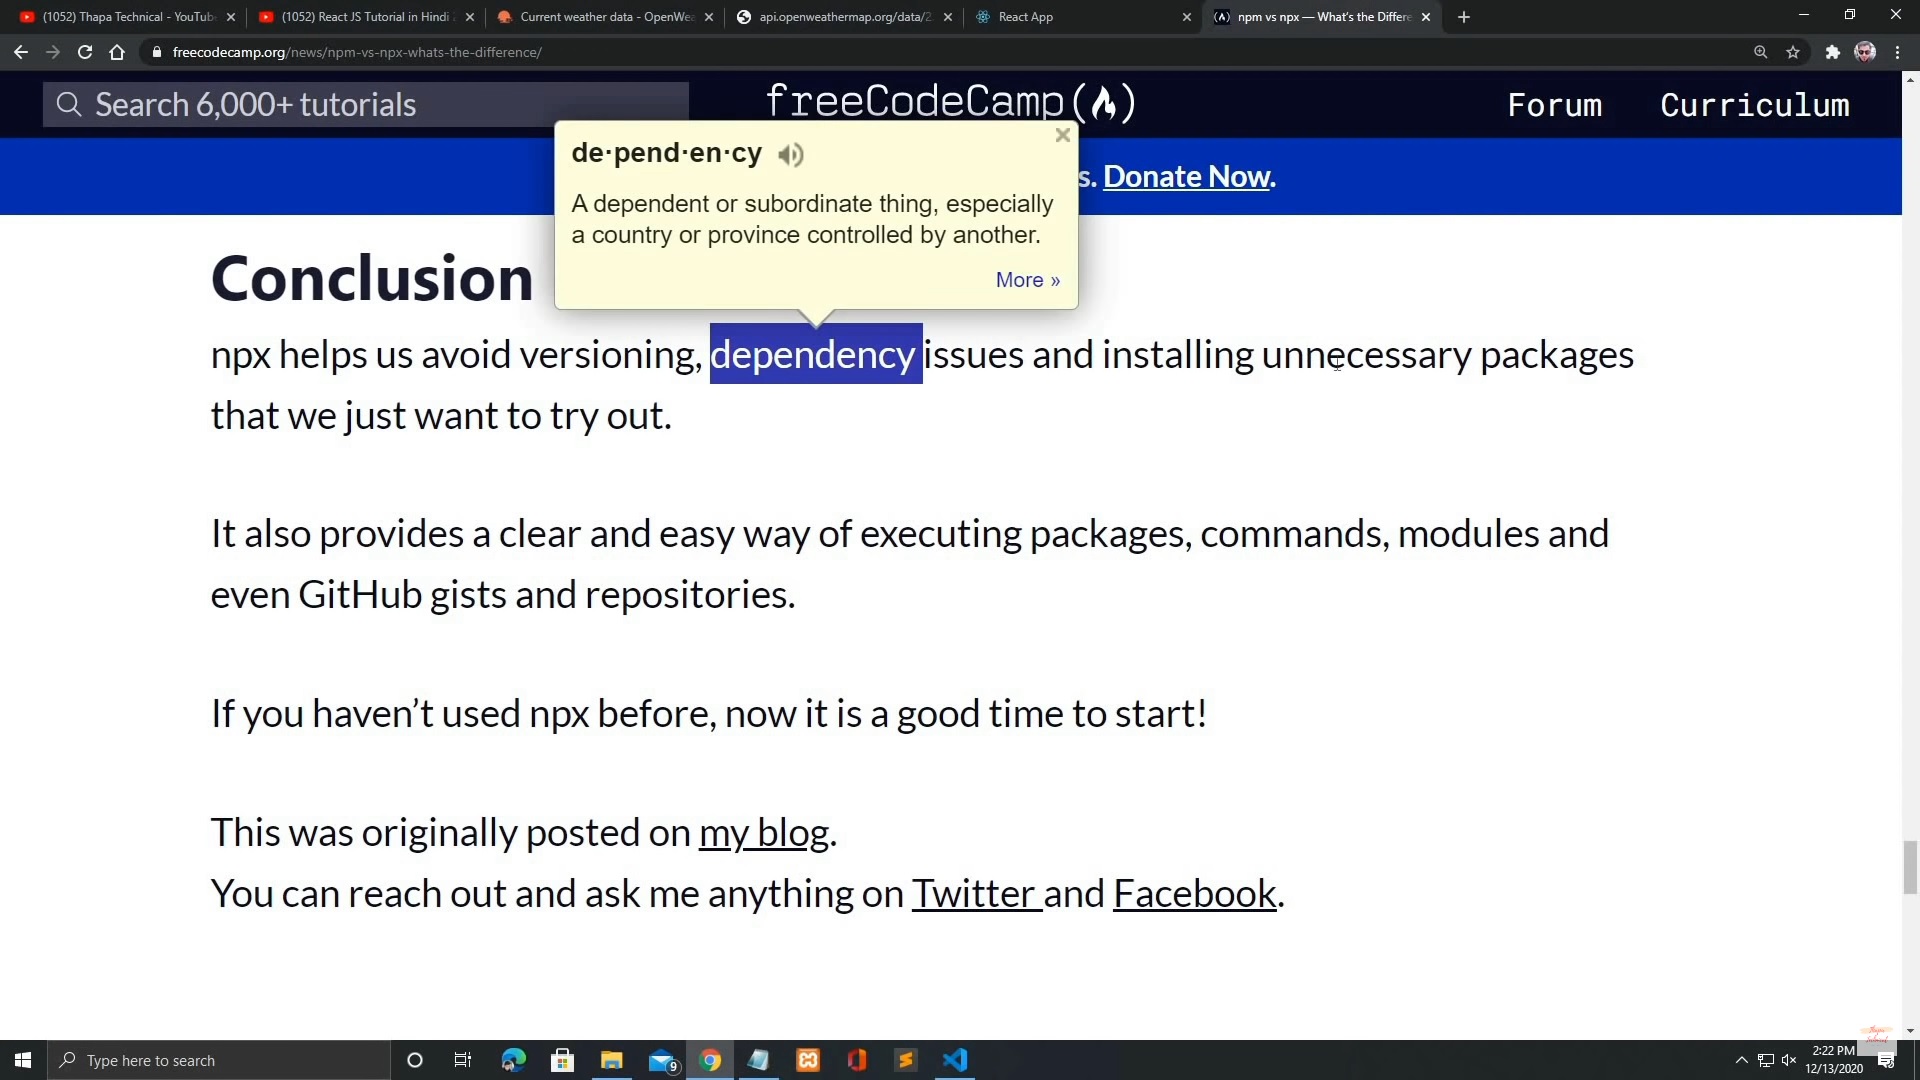 (1052) Thapa Technical - YouTube
(1052) React JS Tutorial in Hindi
Current weather data - OpenWea
api.openweathermap.org/data/2
React App
npm vs npx — What's the Differe
freecodecamp.org/news/npm-vs-npx-whats-the-difference/
Search 6,000+ tutorials
freeCodeCamp
Forum
Curriculum
s. Donate Now.
de·pend·en·cy
A dependent or subordinate thing, especially
a country or province controlled by another.
More »
Conclusion
npx helps us avoid versioning, dependency issues and installing unnecessary packages
that we just want to try out.
It also provides a clear and easy way of executing packages, commands, modules and
even GitHub gists and repositories.
If you haven't used npx before, now it is a good time to start!
This was originally posted on my blog.
You can reach out and ask me anything on Twitter and Facebook.
Type here to search
9
2:22 PM
12/13/2020